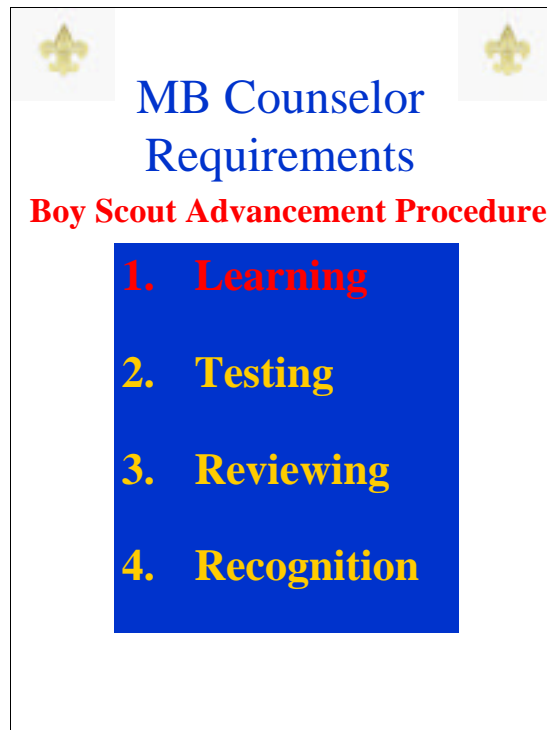 MB Counselor
Requirements
Boy Scout Advancement Procedure
1. Learning
2. Testing
3. Reviewing
4. Recognition